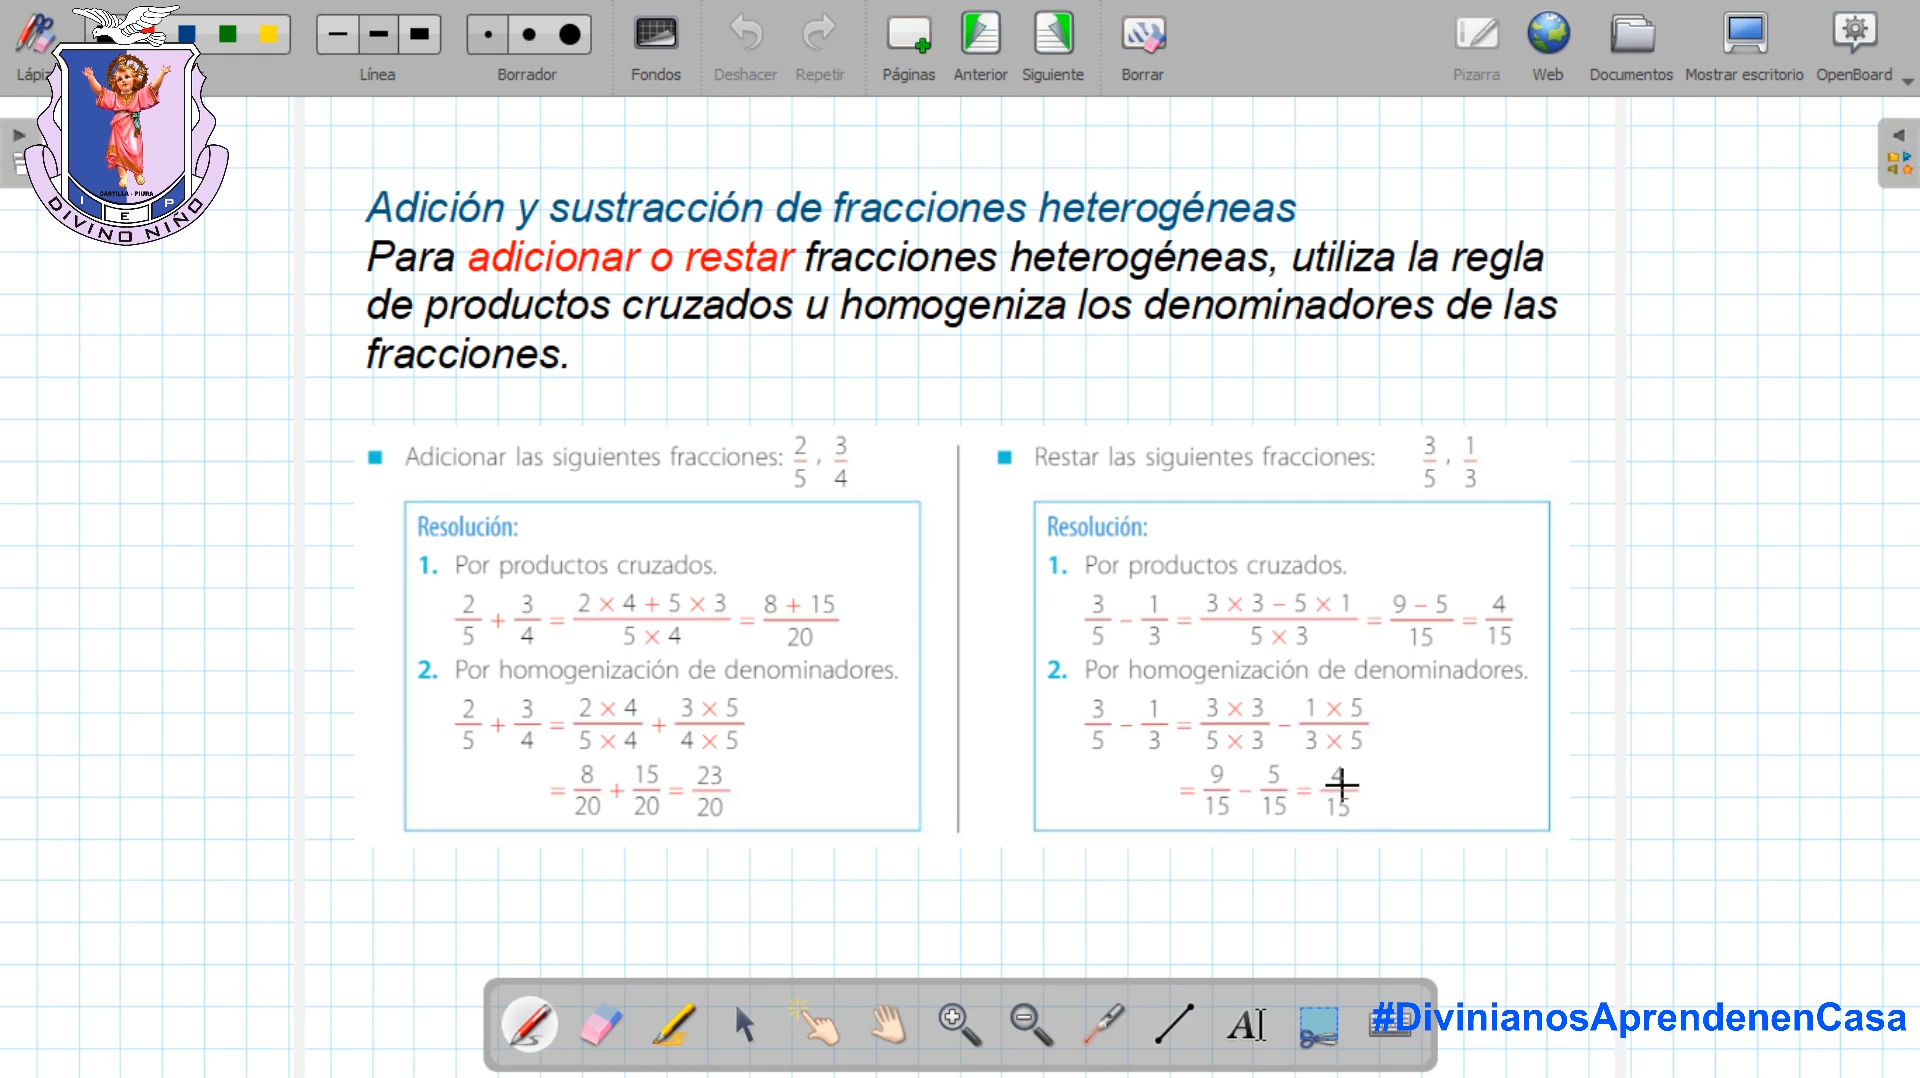 Línea
Borrador
Fondos
Deshacer
Repetir
Páginas
Anterior
Siguiente
Borrar
Pizarra
Web
Documentos
Mostrar escritorio
OpenBoard
CASTILLA - PIURA
I E P
DIVINO NIÑO
Adición y sustracción de fracciones heterogéneas
Para adicionar o restar fracciones heterogéneas, utiliza la regla
de productos cruzados u homogeniza los denominadores de las
fracciones.
Adicionar las siguientes fracciones: 2/5 , 3/4
Resolución:
1. Por productos cruzados.
2/5 + 3/4 = (2 × 4 + 5 × 3)/(5 × 4) = (8 + 15)/20
2. Por homogenización de denominadores.
2/5 + 3/4 = (2 × 4)/(5 × 4) + (3 × 5)/(4 × 5)
= 8/20 + 15/20 = 23/20
Restar las siguientes fracciones: 3/5 , 1/3
Resolución:
1. Por productos cruzados.
3/5 − 1/3 = (3 × 3 − 5 × 1)/(5 × 3) = (9 − 5)/15 = 4/15
2. Por homogenización de denominadores.
3/5 − 1/3 = (3 × 3)/(5 × 3) − (1 × 5)/(3 × 5)
= 9/15 − 5/15 = 4/15
#DivinianosAprendenenCasa